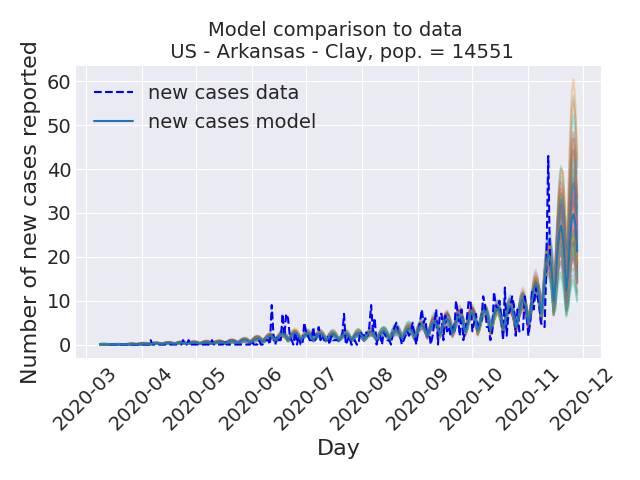 Model comparison to data
US - Arkansas - Clay, pop. = 14551
new cases data
new cases model
Number of new cases reported
60
50
40
30
20
10
0
2020-03
2020-04
2020-05
2020-06
2020-07
2020-08
2020-09
2020-10
2020-11
2020-12
Day